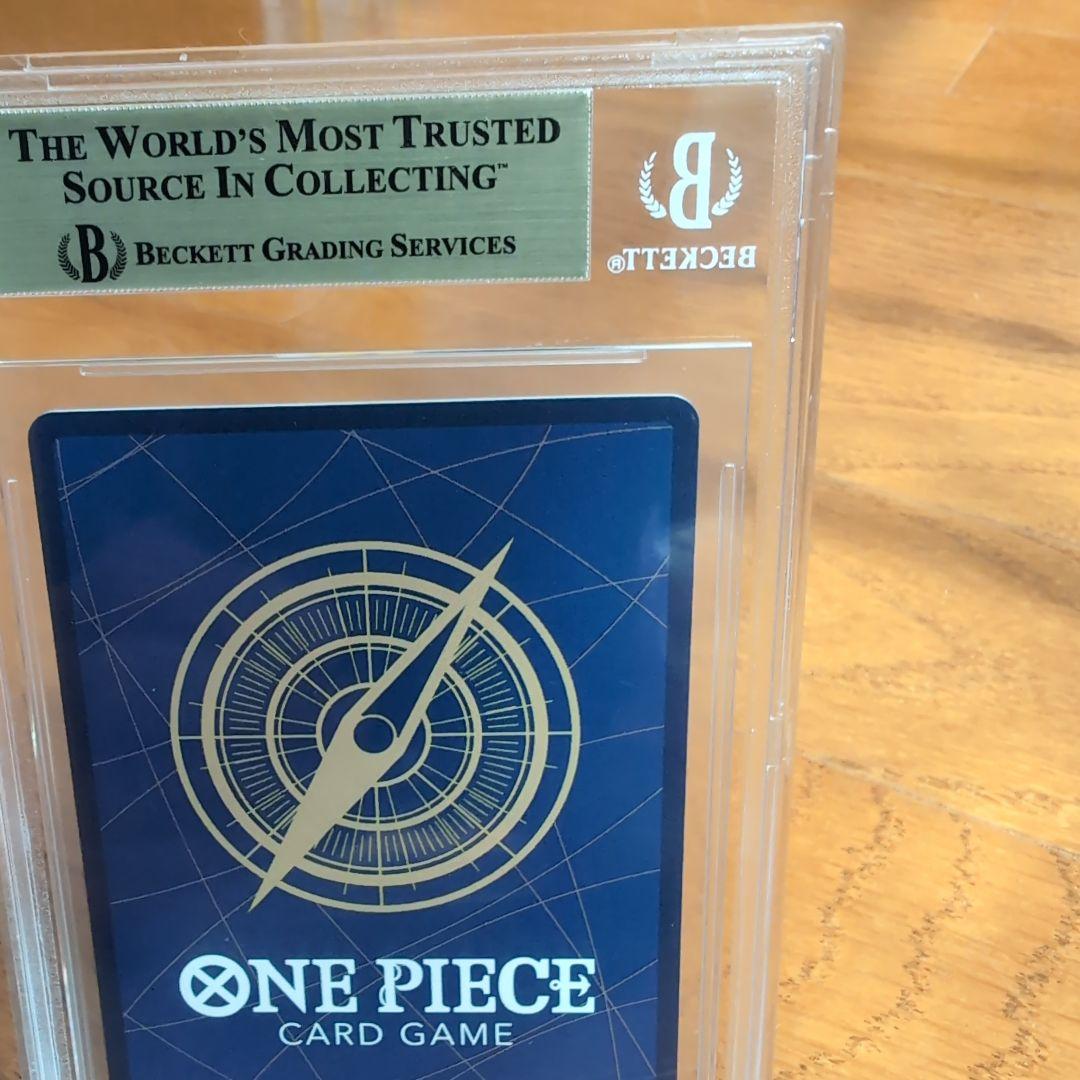 THE WORLD'S MOST TRUSTED
SOURCE IN COLLECTING™
B BECKETT GRADING SERVICES
B
BECKETT®
ONE PIECE
CARD GAME